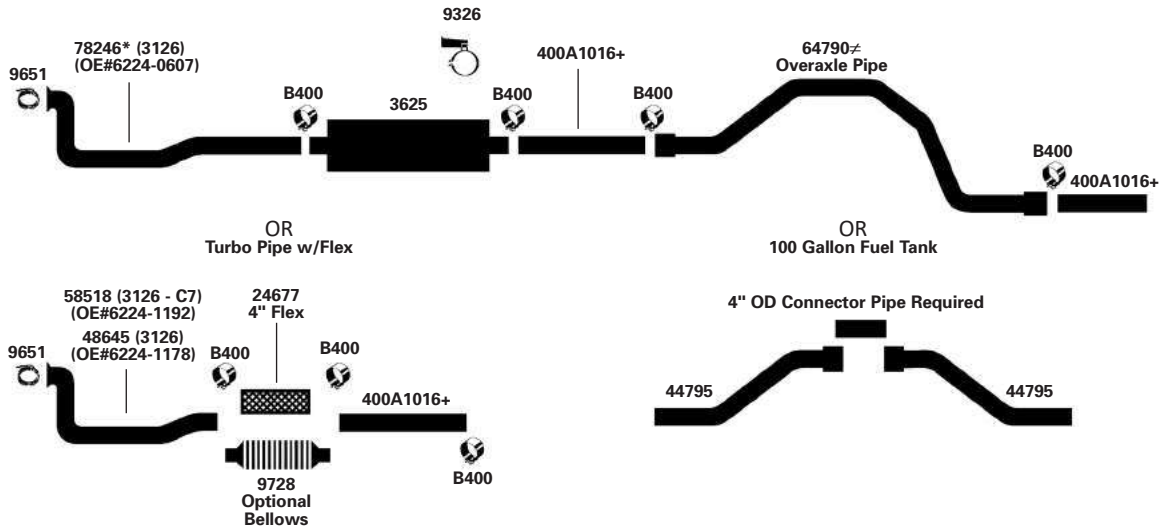 9326
78246* (3126)
(OE#6224-0607)
400A1016+
64790≠
Overaxle Pipe
9651
B400
3625
B400
B400
B400
400A1016+
OR
Turbo Pipe w/Flex
OR
100 Gallon Fuel Tank
58518 (3126 - C7)
(OE#6224-1192)
24677
4" Flex
4" OD Connector Pipe Required
48645 (3126)
(OE#6224-1178)
9651
B400
B400
400A1016+
44795
44795
B400
9728
Optional
Bellows